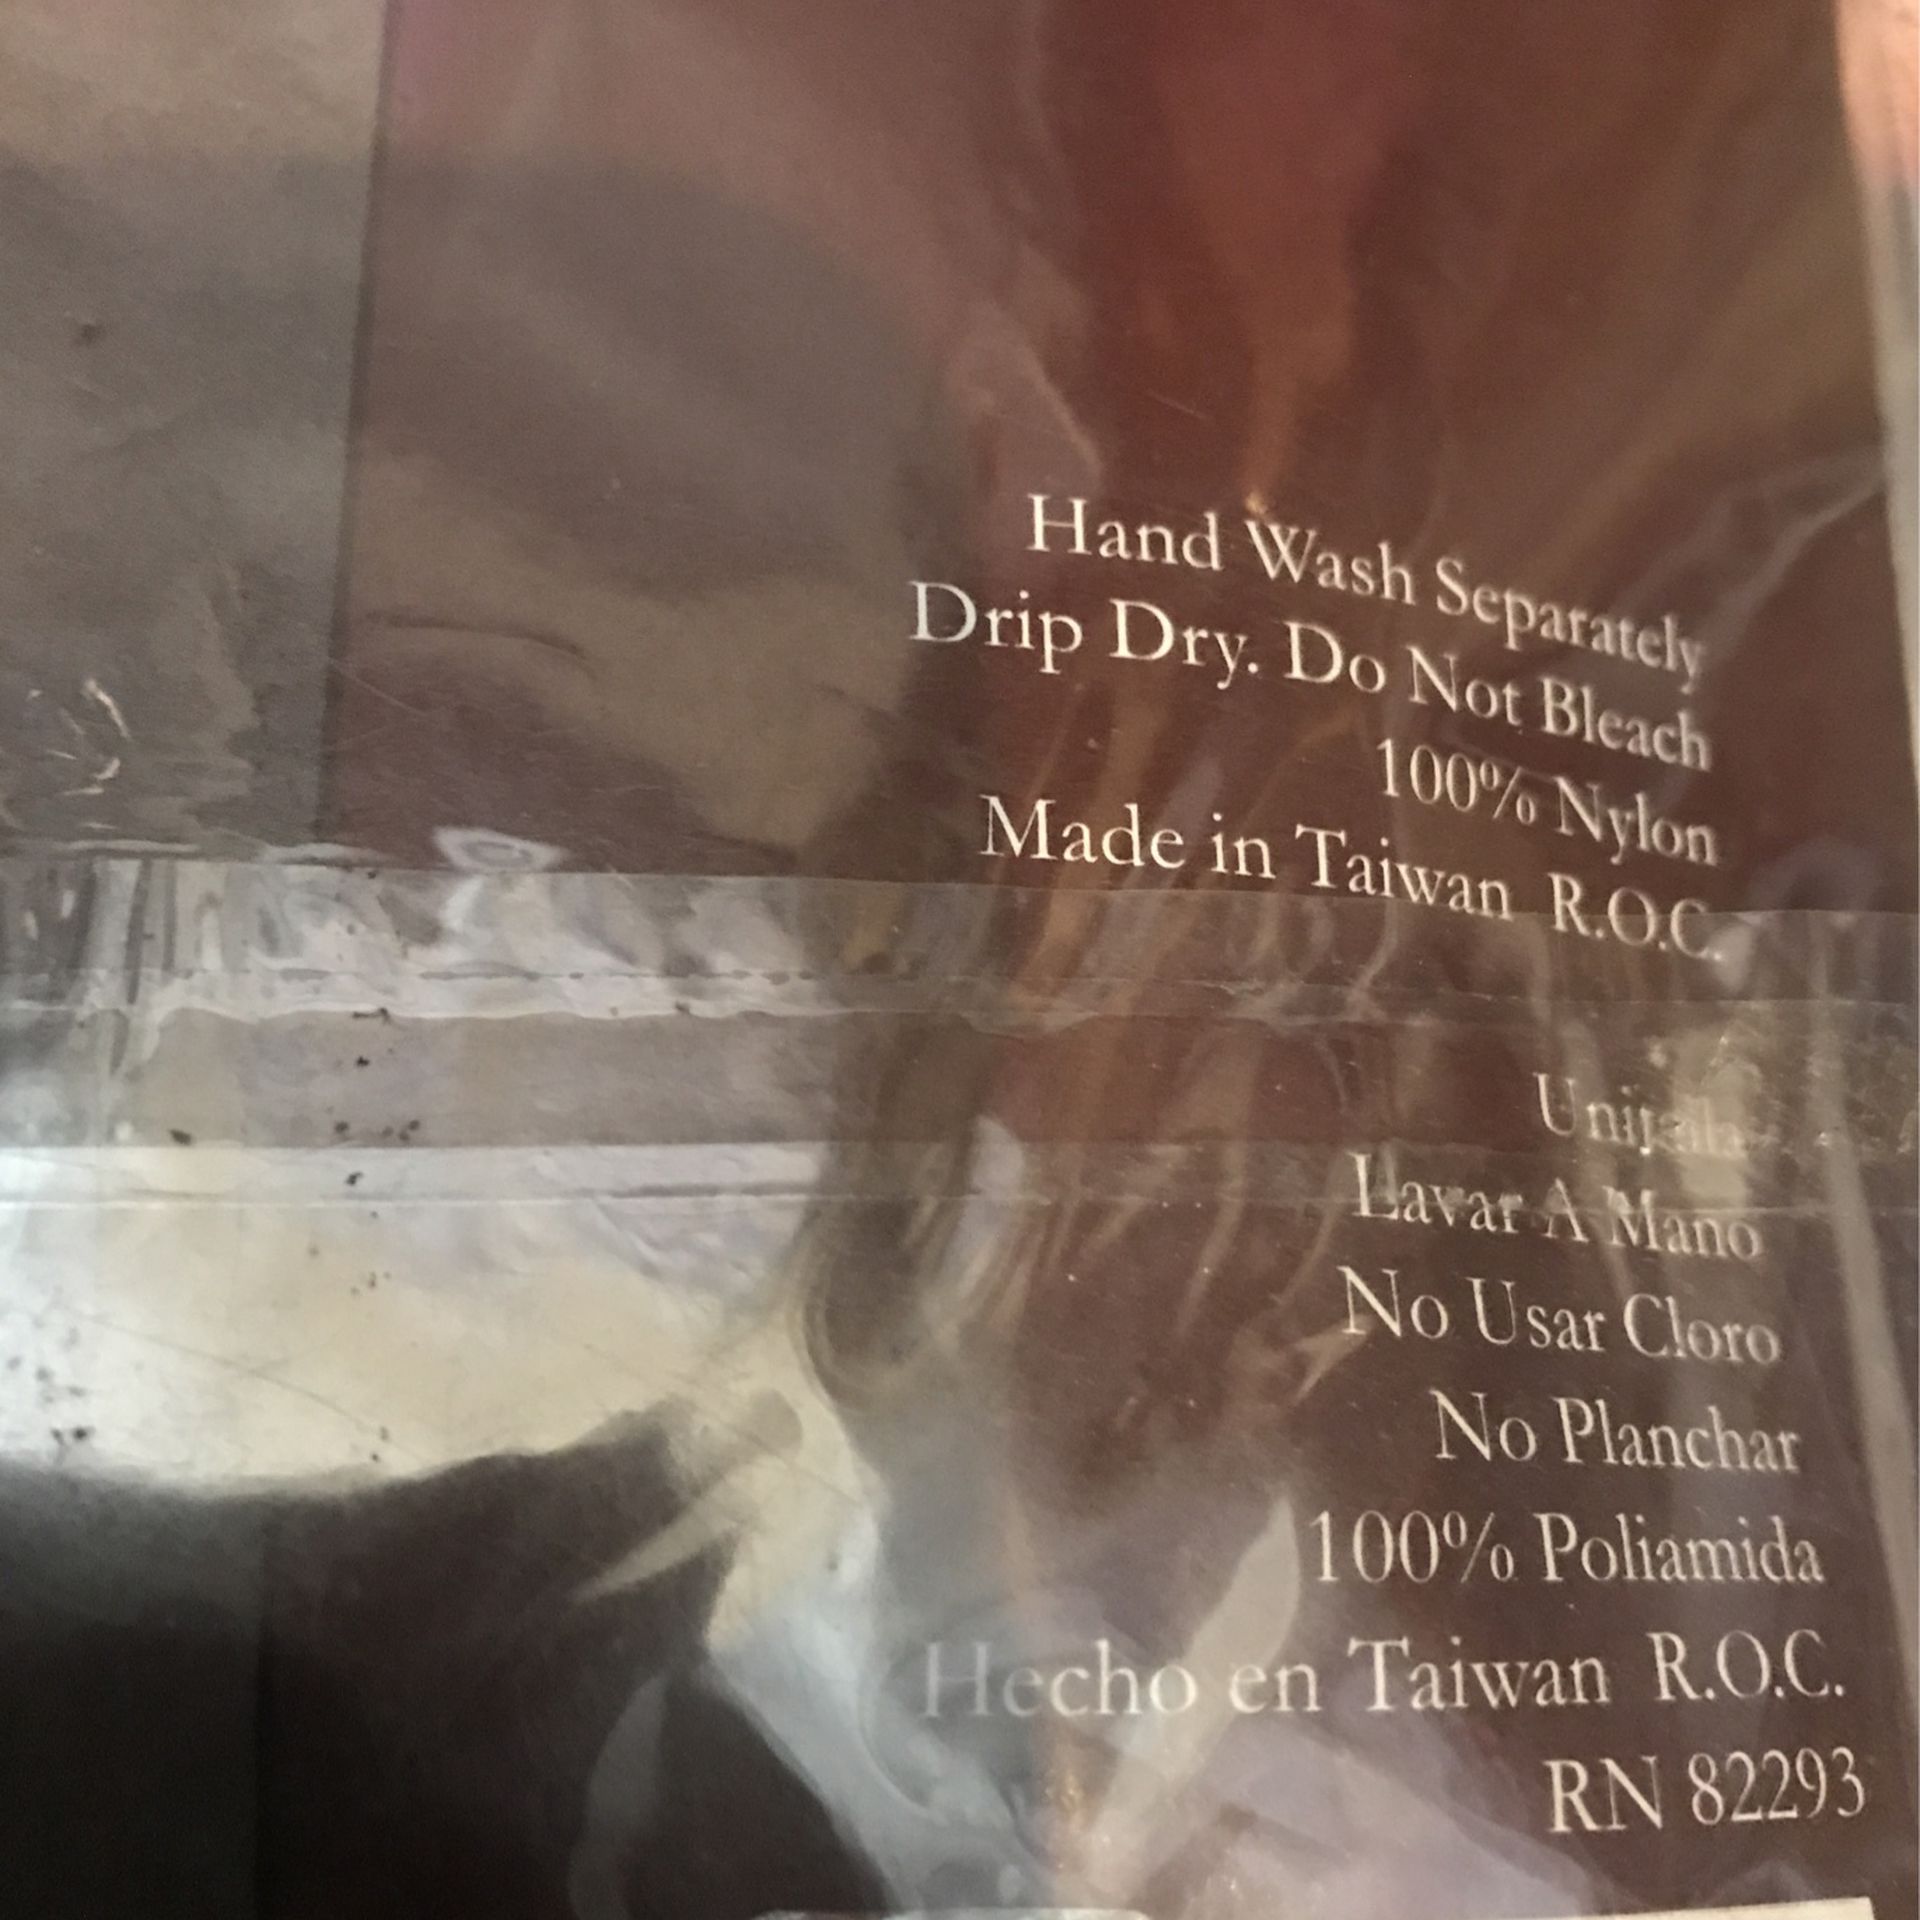 Hand Wash Separately
Drip Dry. Do Not Bleach
100% Nylon
Made in Taiwan R.O.C.
Unijalla
Lavar A Mano
No Usar Cloro
No Planchar
100% Poliamida
Hecho en Taiwan R.O.C.
RN 82293